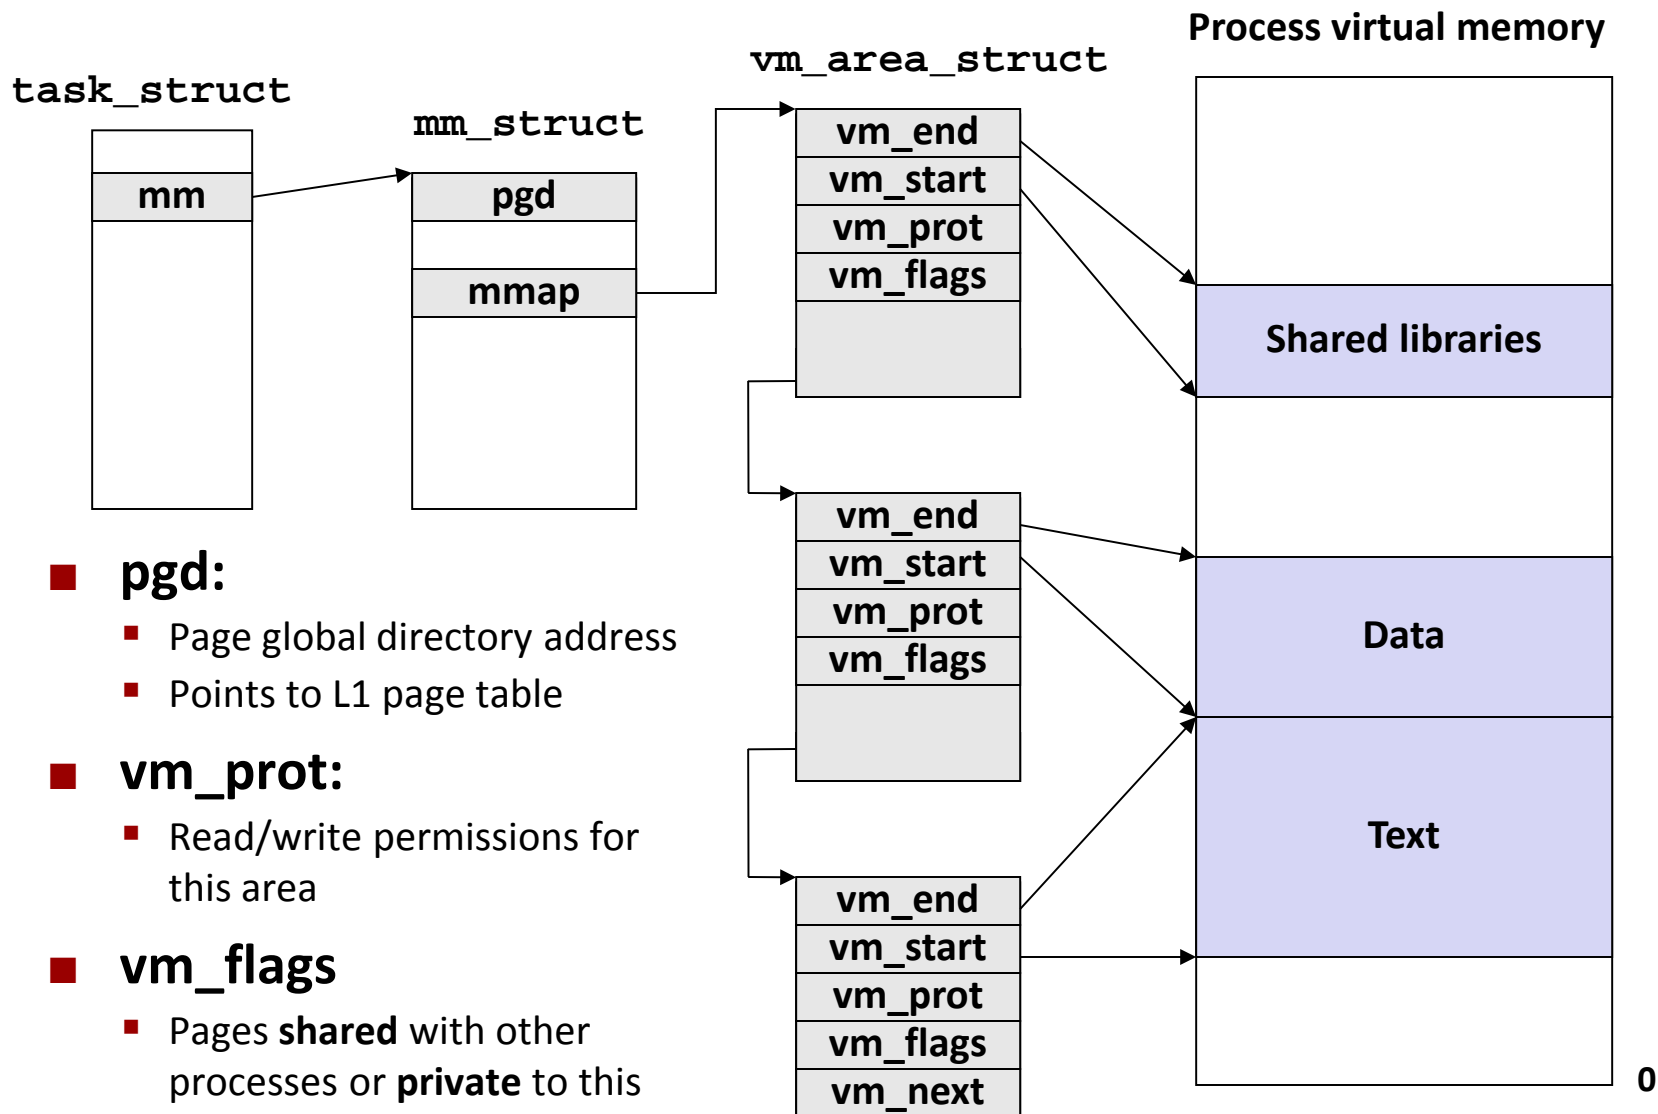 Process virtual memory
vm_area_struct
task_struct
mm_struct
mm
pgd
mmap
vm_end
vm_start
vm_prot
vm_flags
Shared libraries
vm_end
vm_start
vm_prot
vm_flags
Data
Text
vm_end
vm_start
vm_prot
vm_flags
vm_next
0
pgd:
Page global directory address
Points to L1 page table
vm_prot:
Read/write permissions for
this area
vm_flags
Pages shared with other
processes or private to this